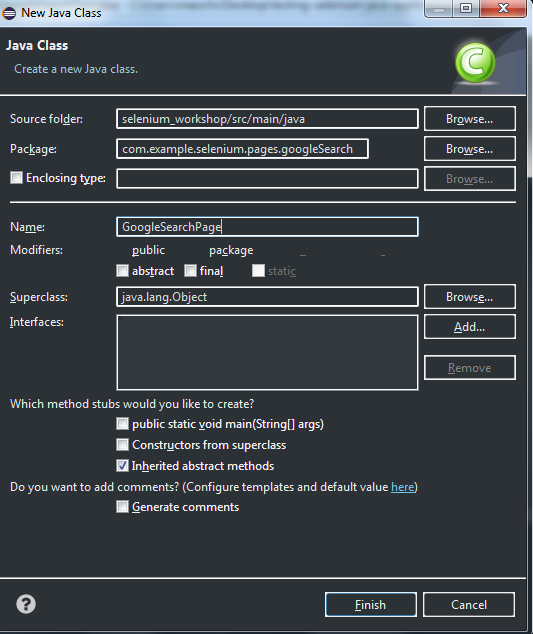 New Java Class
Java Class
Create a new Java class.
C
Source folder: selenium_workshop/src/main/java Browse...
Package: com.example.selenium.pages.googleSearch Browse...
Enclosing type: Browse...
Name: GoogleSearchPage
Modifiers: public package
abstract final static
Superclass: java.lang.Object Browse...
Interfaces: Add...
Remove
Which method stubs would you like to create?
public static void main(String[] args)
Constructors from superclass
Inherited abstract methods
Do you want to add comments? (Configure templates and default value here)
Generate comments
? Finish Cancel